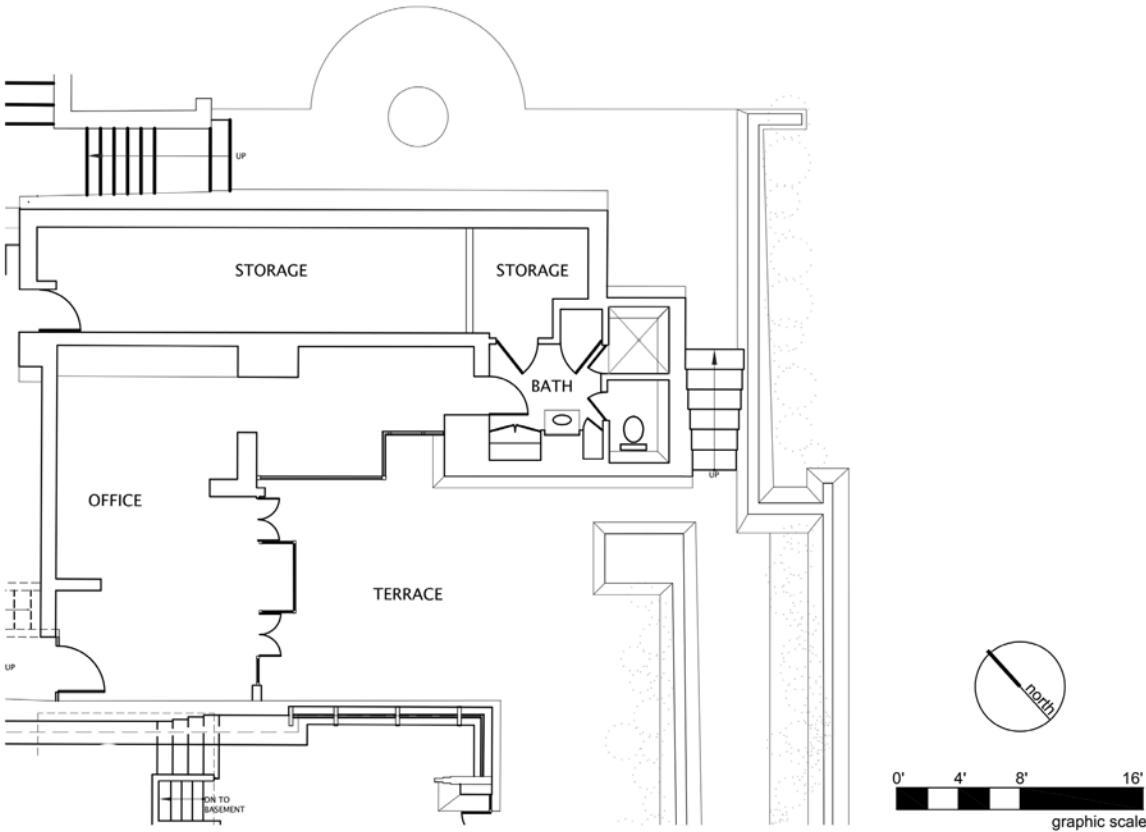 UP
STORAGE
STORAGE
BATH
UP
OFFICE
TERRACE
UP
north
ON TO
BASEMENT
0' 4' 8' 16'
graphic scale